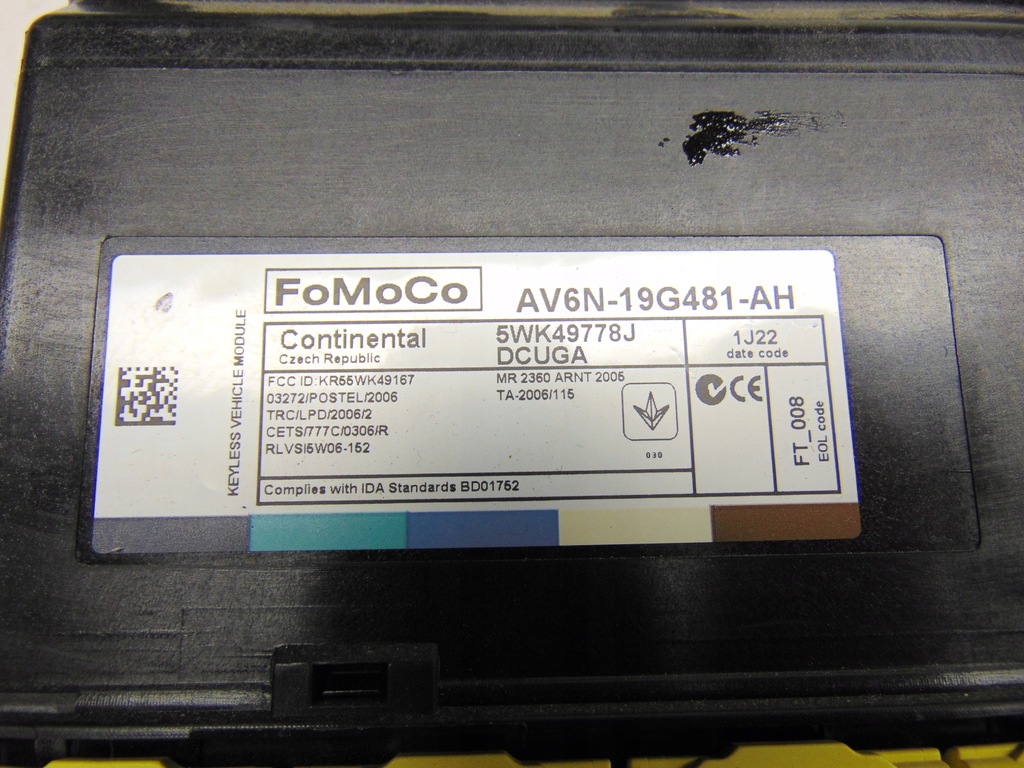 FoMoCo
AV6N-19G481-AH
KEYLESS VEHICLE MODULE
Continental
Czech Republic
5WK49778J
DCUGA
1J22
date code
FCC ID:KR55WK49167
03272/POSTEL/2006
TRC/LPD/2006/2
CETS/777C/0306/R
RLVSI5W06-152
MR 2360 ARNT 2005
TA-2006/115
030
CE
FT_008
EOL code
Complies with IDA Standards BD01752